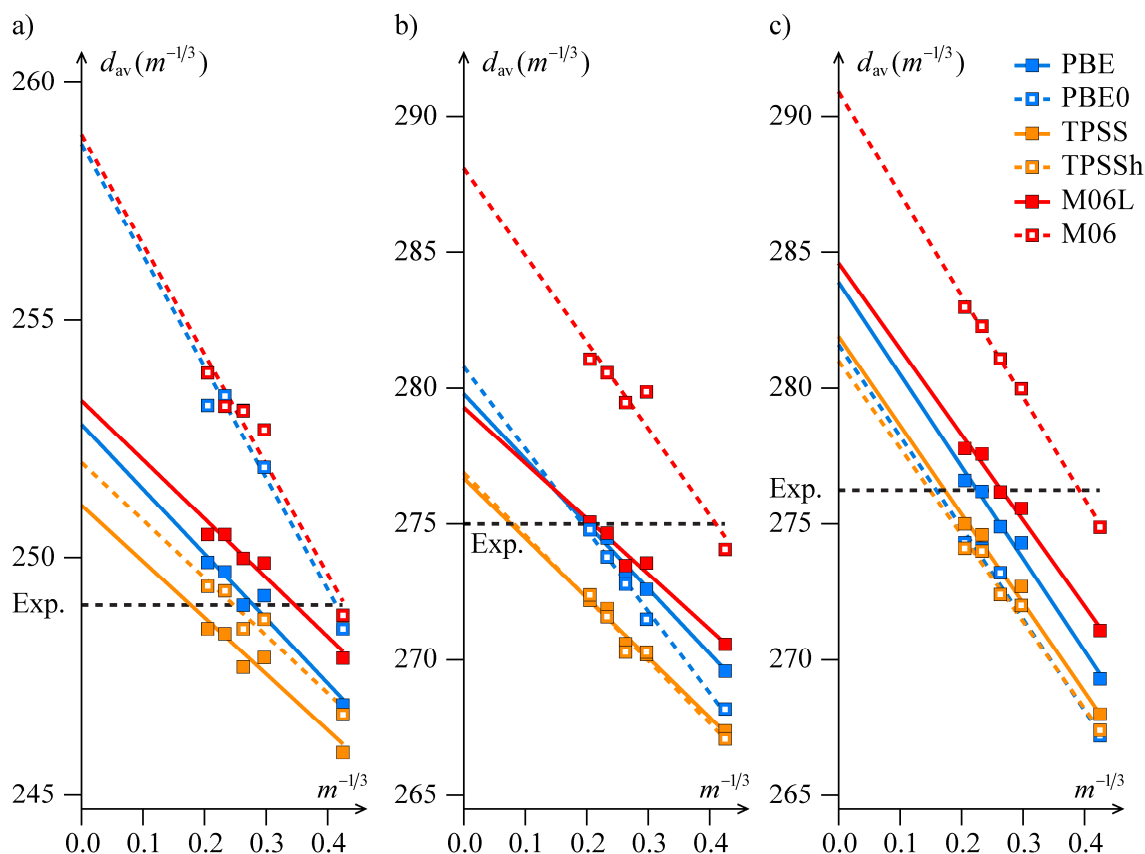 a)
b)
c)
d_av(m^−1/3)
d_av(m^−1/3)
d_av(m^−1/3)
260
255
250
Exp.
245
m^−1/3
0.0 0.1 0.2 0.3 0.4
290
285
280
275
Exp.
270
265
m^−1/3
0.0 0.1 0.2 0.3 0.4
290
285
280
Exp.
275
270
265
m^−1/3
0.0 0.1 0.2 0.3 0.4
PBE
PBE0
TPSS
TPSSh
M06L
M06